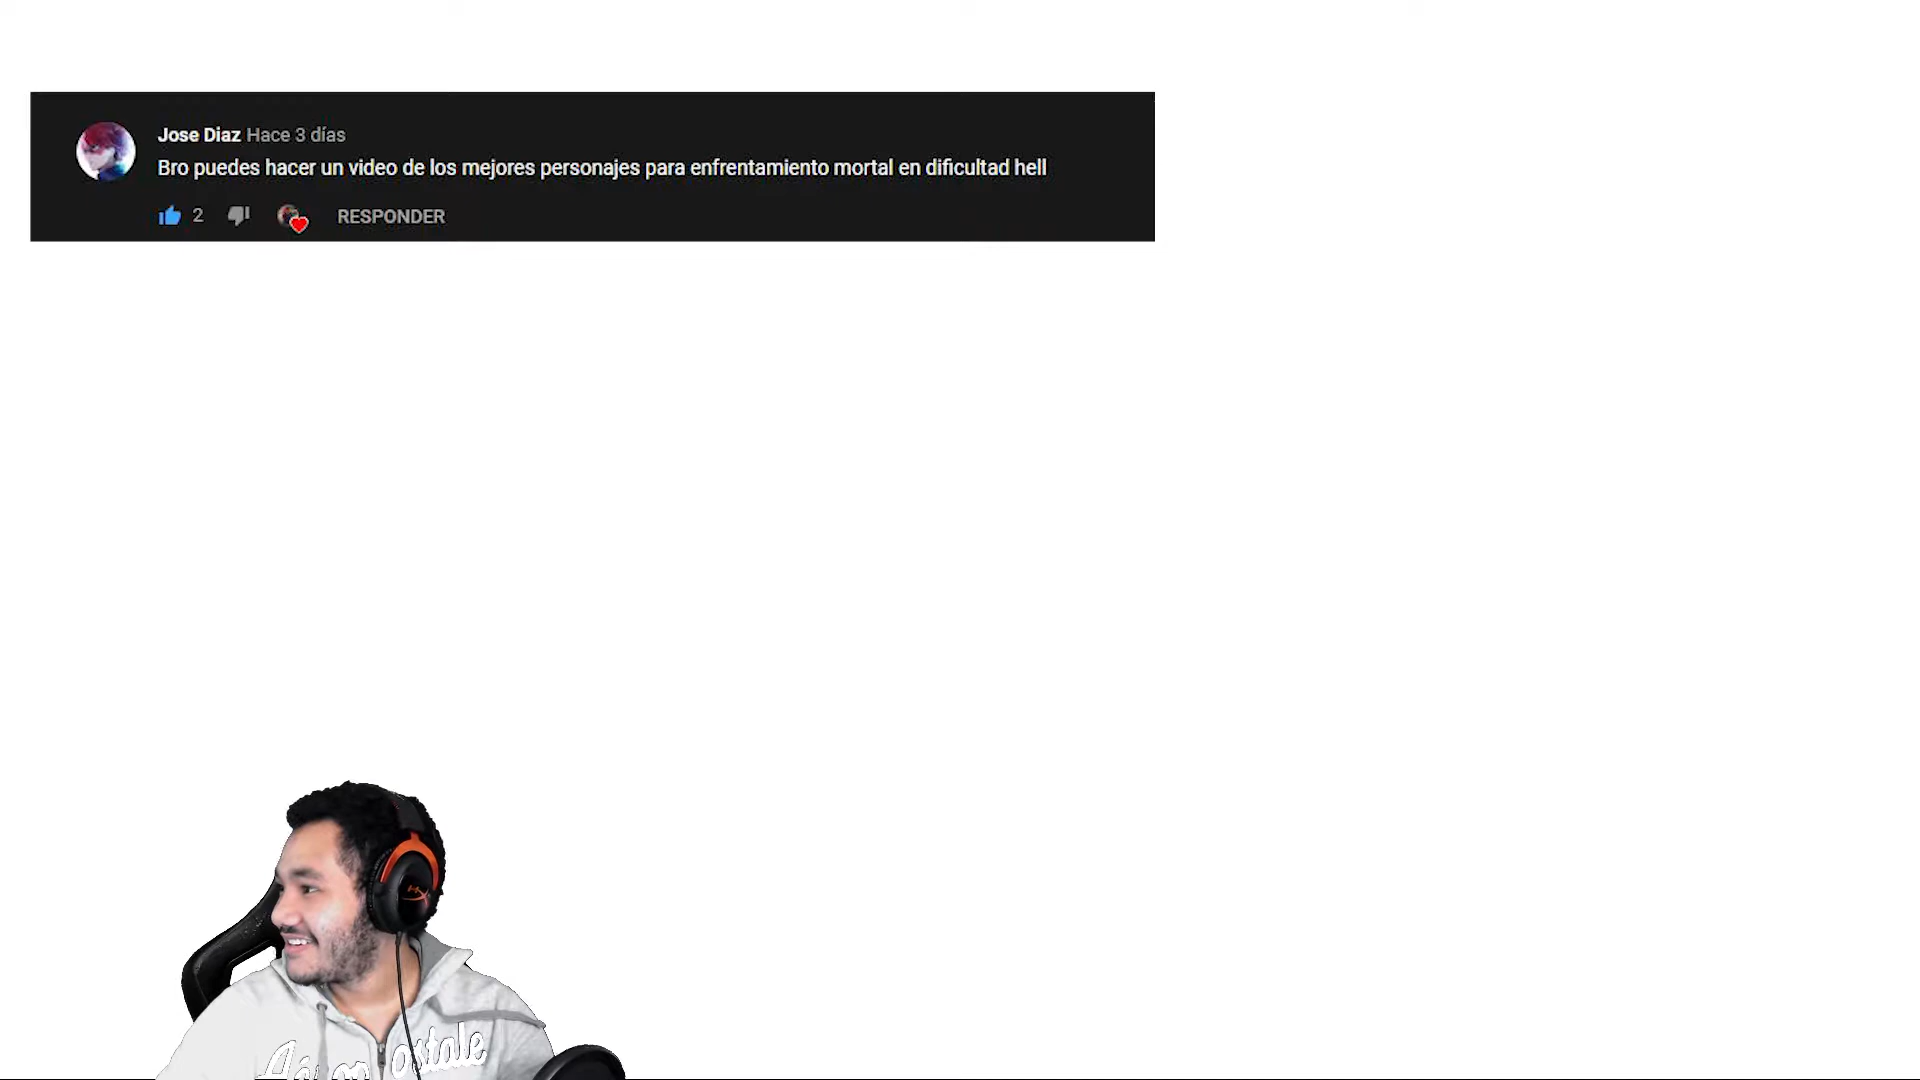 Jose Diaz Hace 3 días
Bro puedes hacer un video de los mejores personajes para enfrentamiento mortal en dificultad hell
2 RESPONDER